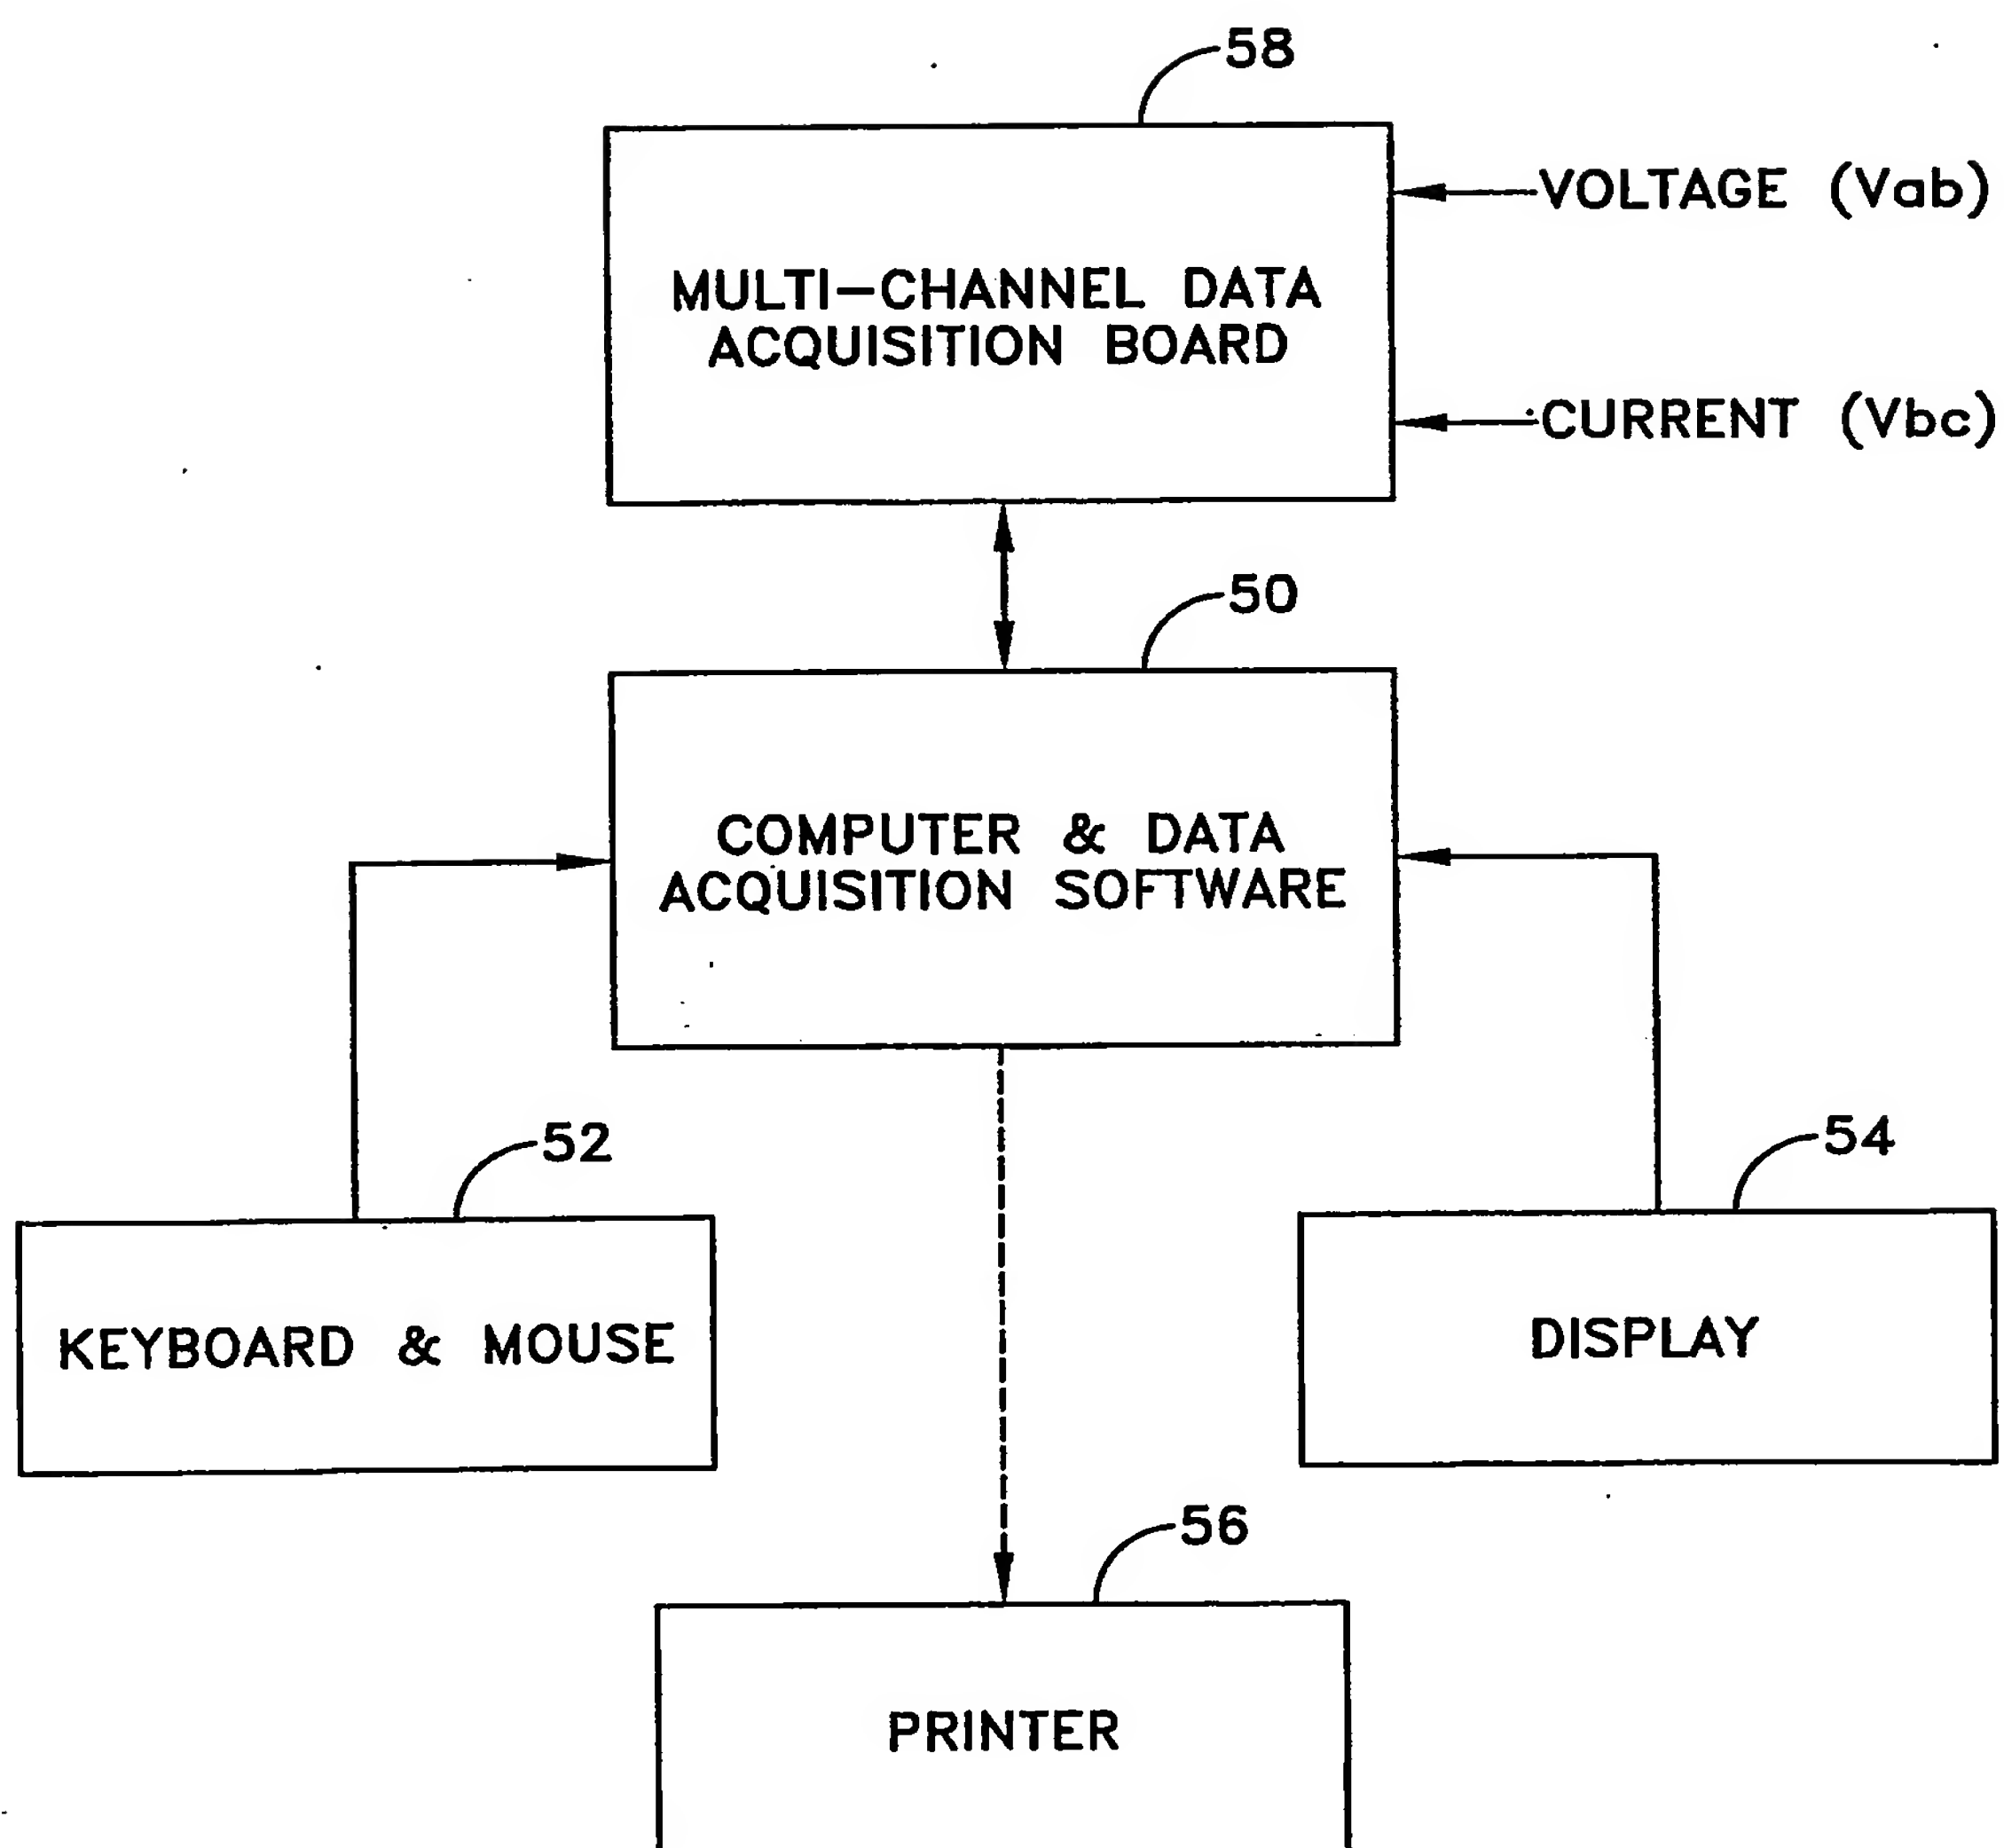 58
VOLTAGE (Vab)
MULTI-CHANNEL DATA
ACQUISITION BOARD
CURRENT (Vbc)
50
COMPUTER & DATA
ACQUISITION SOFTWARE
52
54
KEYBOARD & MOUSE
DISPLAY
56
PRINTER